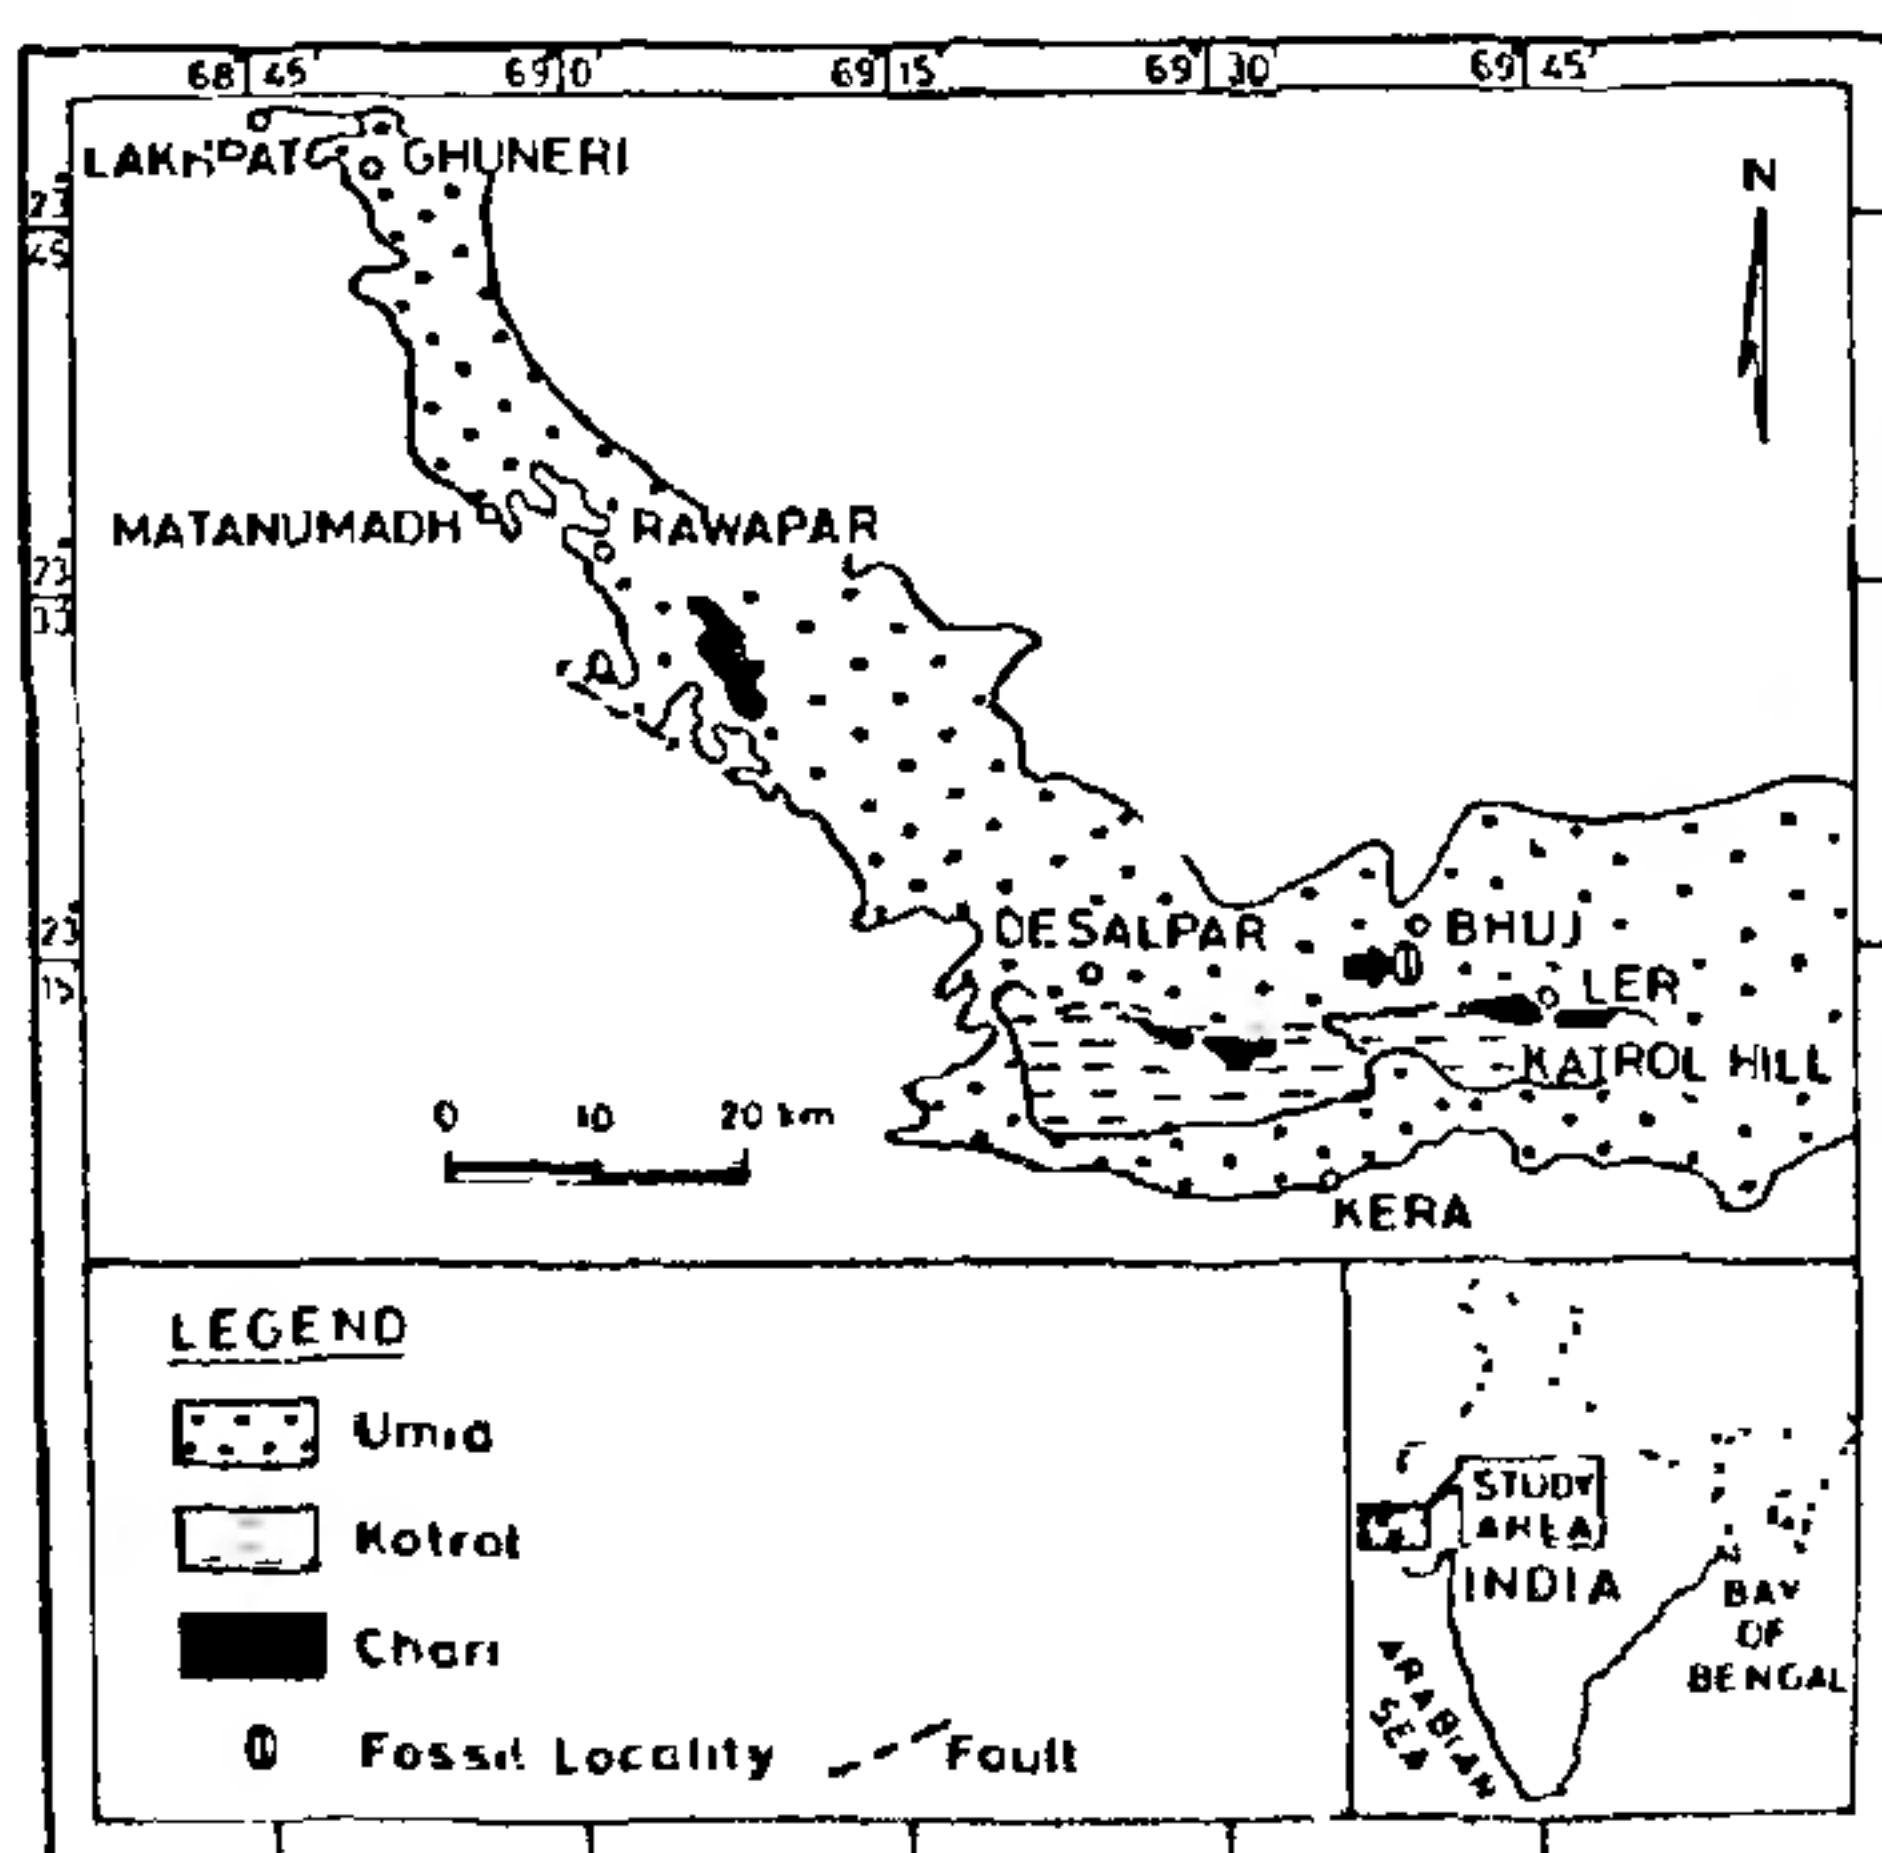 68 45'
69 0'
69 15
69 30
69 45'
LAKHPAT
GHUNERI
N
23
45
MATANUMADH
RAWAPAR
23
DESALPAR
BHUJ
23
15
LER
KATROL HILL
0 10 20 km
KERA
LEGEND
Umia
Katrol
Chari
Fossil Locality
Fault
STUDY
AREA
INDIA
BAY
OF
BENGAL
ARABIAN
SEA